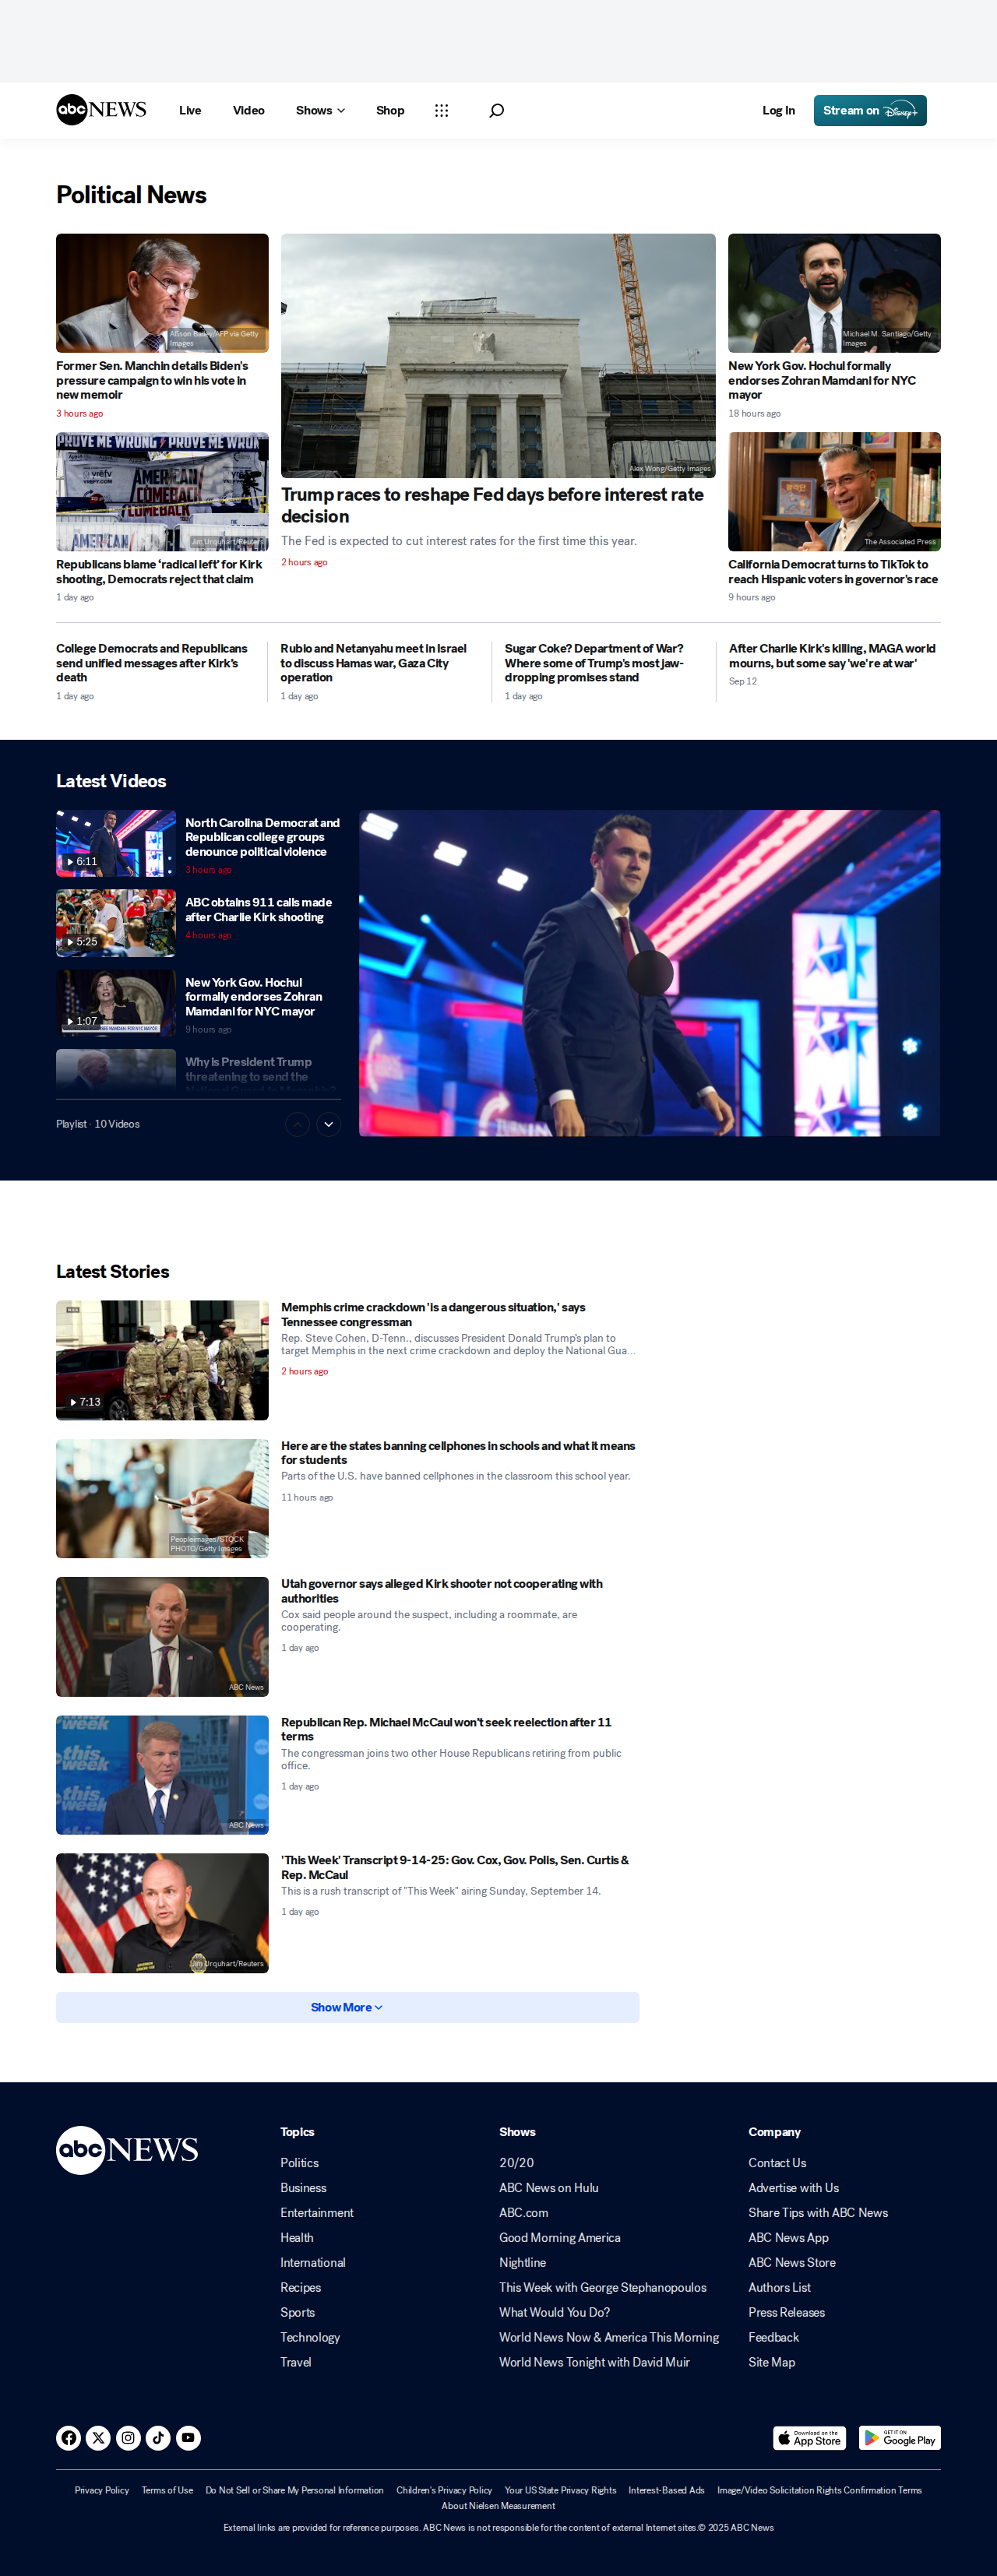 abc NEWS
Live
Video
Shows
Shop
Log In
Stream on Disney+
Political News
Allison Bailey/AFP via Getty
Images
Former Sen. Manchin details Biden's
pressure campaign to win his vote in
new memoir
3 hours ago
PROVE ME WRONG PROVE ME
vrefy
AMERICAN
COMEBACK
vrefy
Jim Urquhart/Reuters
Republicans blame ‘radical left’ for Kirk
shooting, Democrats reject that claim
1 day ago
Alex Wong/Getty Images
Trump races to reshape Fed days before interest rate
decision
The Fed is expected to cut interest rates for the first time this year.
2 hours ago
Michael M. Santiago/Getty
Images
New York Gov. Hochul formally
endorses Zohran Mamdani for NYC
mayor
18 hours ago
The Associated Press
California Democrat turns to TikTok to
reach Hispanic voters in governor's race
9 hours ago
College Democrats and Republicans
send unified messages after Kirk's
death
1 day ago
Rubio and Netanyahu meet in Israel
to discuss Hamas war, Gaza City
operation
1 day ago
Sugar Coke? Department of War?
Where some of Trump's most jaw-
dropping promises stand
1 day ago
After Charlie Kirk's killing, MAGA world
mourns, but some say 'we're at war'
Sep 12
Latest Videos
6:11
North Carolina Democrat and
Republican college groups
denounce political violence
3 hours ago
5:25
ABC obtains 911 calls made
after Charlie Kirk shooting
4 hours ago
1:07
New York Gov. Hochul
formally endorses Zohran
Mamdani for NYC mayor
9 hours ago
Why is President Trump
threatening to send the
National Guard to Memphis?
Playlist · 10 Videos
Latest Stories
7:13
Memphis crime crackdown 'is a dangerous situation,' says
Tennessee congressman
Rep. Steve Cohen, D-Tenn., discusses President Donald Trump's plan to
target Memphis in the next crime crackdown and deploy the National Gua...
2 hours ago
Peopleimages/STOCK
PHOTO/Getty Images
Here are the states banning cellphones in schools and what it means
for students
Parts of the U.S. have banned cellphones in the classroom this school year.
11 hours ago
ABC News
Utah governor says alleged Kirk shooter not cooperating with
authorities
Cox said people around the suspect, including a roommate, are
cooperating.
1 day ago
this week
ABC News
Republican Rep. Michael McCaul won't seek reelection after 11
terms
The congressman joins two other House Republicans retiring from public
office.
1 day ago
Jim Urquhart/Reuters
'This Week' Transcript 9-14-25: Gov. Cox, Gov. Polis, Sen. Curtis &
Rep. McCaul
This is a rush transcript of "This Week" airing Sunday, September 14.
1 day ago
Show More
abc NEWS
Topics
Politics
Business
Entertainment
Health
International
Recipes
Sports
Technology
Travel
Shows
20/20
ABC News on Hulu
ABC.com
Good Morning America
Nightline
This Week with George Stephanopoulos
What Would You Do?
World News Now & America This Morning
World News Tonight with David Muir
Company
Contact Us
Advertise with Us
Share Tips with ABC News
ABC News App
ABC News Store
Authors List
Press Releases
Feedback
Site Map
Download on the
App Store
GET IT ON
Google Play
Privacy Policy Terms of Use Do Not Sell or Share My Personal Information Children's Privacy Policy Your US State Privacy Rights Interest-Based Ads Image/Video Solicitation Rights Confirmation Terms
About Nielsen Measurement
External links are provided for reference purposes. ABC News is not responsible for the content of external Internet sites.© 2025 ABC News